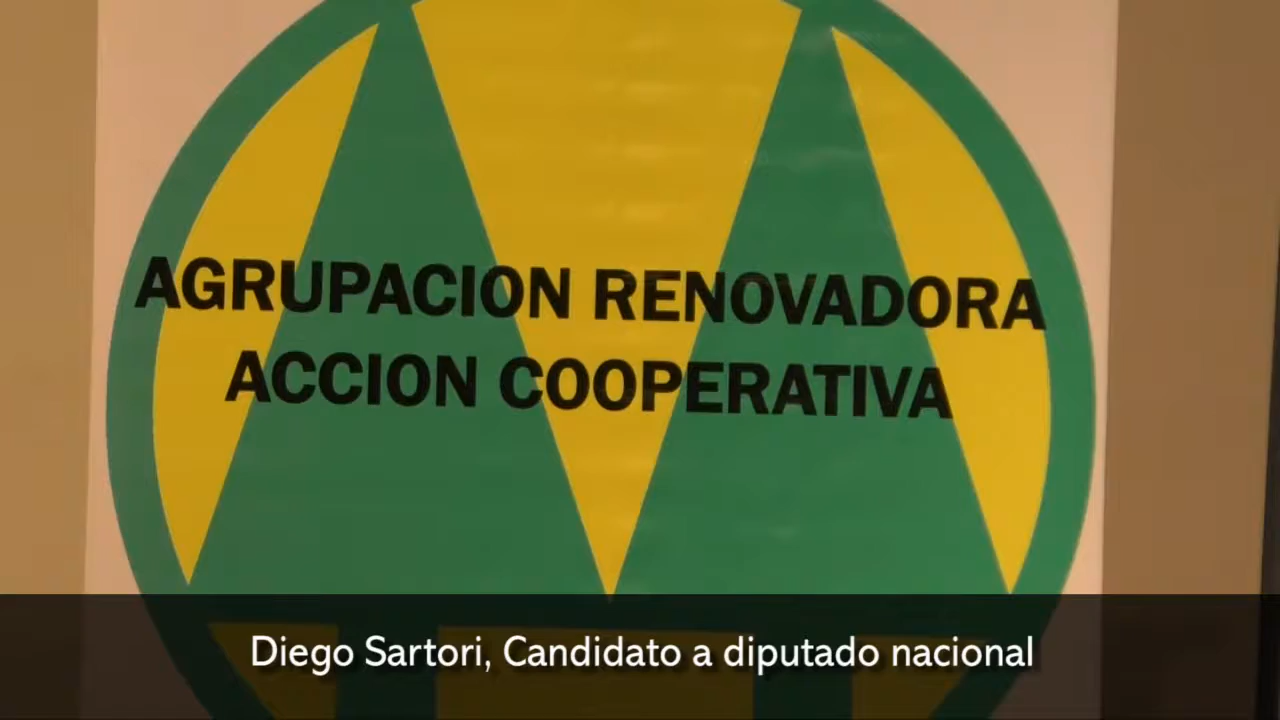 AGRUPACION RENOVADORA
ACCION COOPERATIVA
Diego Sartori, Candidato a diputado nacional